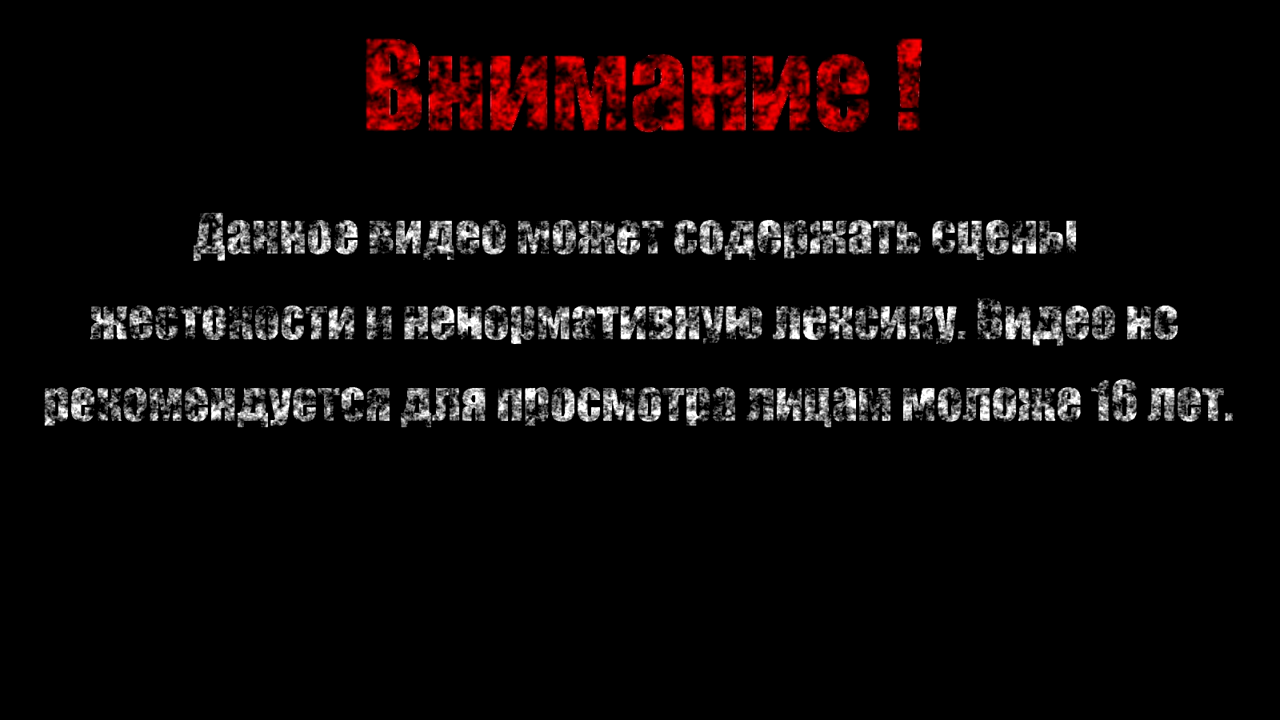 Внимание !
Данное видео может содержать сцены
жестокости и ненормативную лексику. Видео не
рекомендуется для просмотра лицам моложе 16 лет.